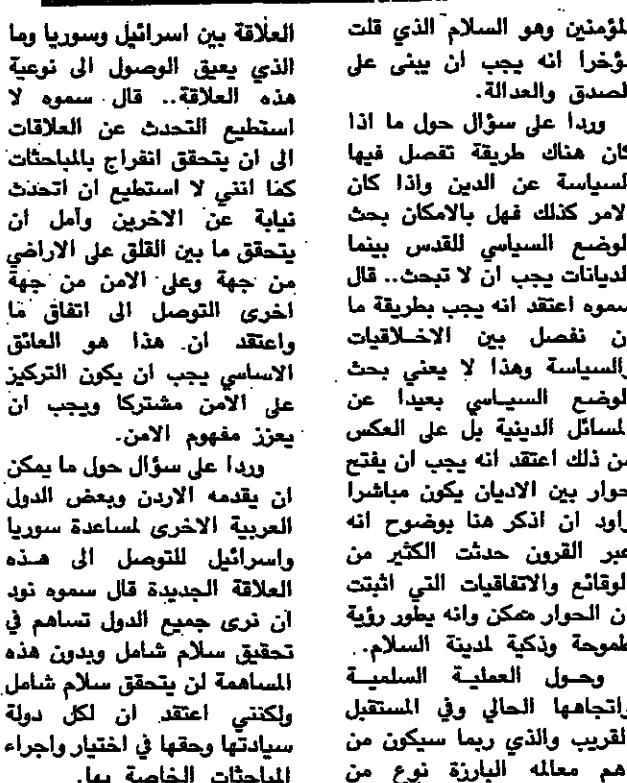 للمؤمنين وهو السلام الذي قلت
مؤخرا انه يجب ان يبنى على
الصدق والعدالة.
وردا على سؤال حول ما اذا
كان هناك طريقة تفصل فيها
السياسة عن الدين واذا كان
الامر كذلك فهل بالامكان بحث
الوضع السياسي للقدس بينما
الديانات يجب ان لا تبحث.. قال
سموه اعتقد انه يجب بطريقة ما
ان نفصل بين الاخلاقيات
والسياسة وهذا لا يعني بحث
الوضع السياسي بعيدا عن
المسائل الدينية بل على العكس
من ذلك اعتقد انه يجب ان يفتح
حوار بين الاديان يكون مباشرا
واود ان اذكر هنا بوضوح انه
عبر القرون حدثت الكثير من
الوقائع والاتفاقيات التي اثبتت
ان الحوار ممكن وانه يطور رؤية
طموحة وذكية لمدينة السلام.
وحول العملية السلمية
واتجاهها الحالي وفي المستقبل
القريب والذي ربما سيكون من
اهم معالمه البارزة نوع من
العلاقة بين اسرائيل وسوريا وما
الذي يعيق الوصول الى نوعية
هذه العلاقة.. قال سموه لا
استطيع التحدث عن العلاقات
الى ان يتحقق انفراج بالمباحثات
كما انني لا استطيع ان اتحدث
نيابة عن الاخرين وآمل ان
يتحقق ما بين القلق على الاراضي
من جهة وعلى الامن من جهة
اخرى التوصل الى اتفاق ما
واعتقد ان هذا هو العائق
الاساسي يجب ان يكون التركيز
على الامن مشتركا ويجب ان
يعزز مفهوم الامن.
وردا على سؤال حول ما يمكن
ان يقدمه الاردن وبعض الدول
العربية الاخرى لمساعدة سوريا
واسرائيل للتوصل الى هذه
العلاقة الجديدة قال سموه نود
ان نرى جميع الدول تساهم في
تحقيق سلام شامل وبدون هذه
المساهمة لن يتحقق سلام شامل
ولكنني اعتقد ان لكل دولة
سيادتها وحقها في اختيار واجراء
المباحثات الخاصة بها.